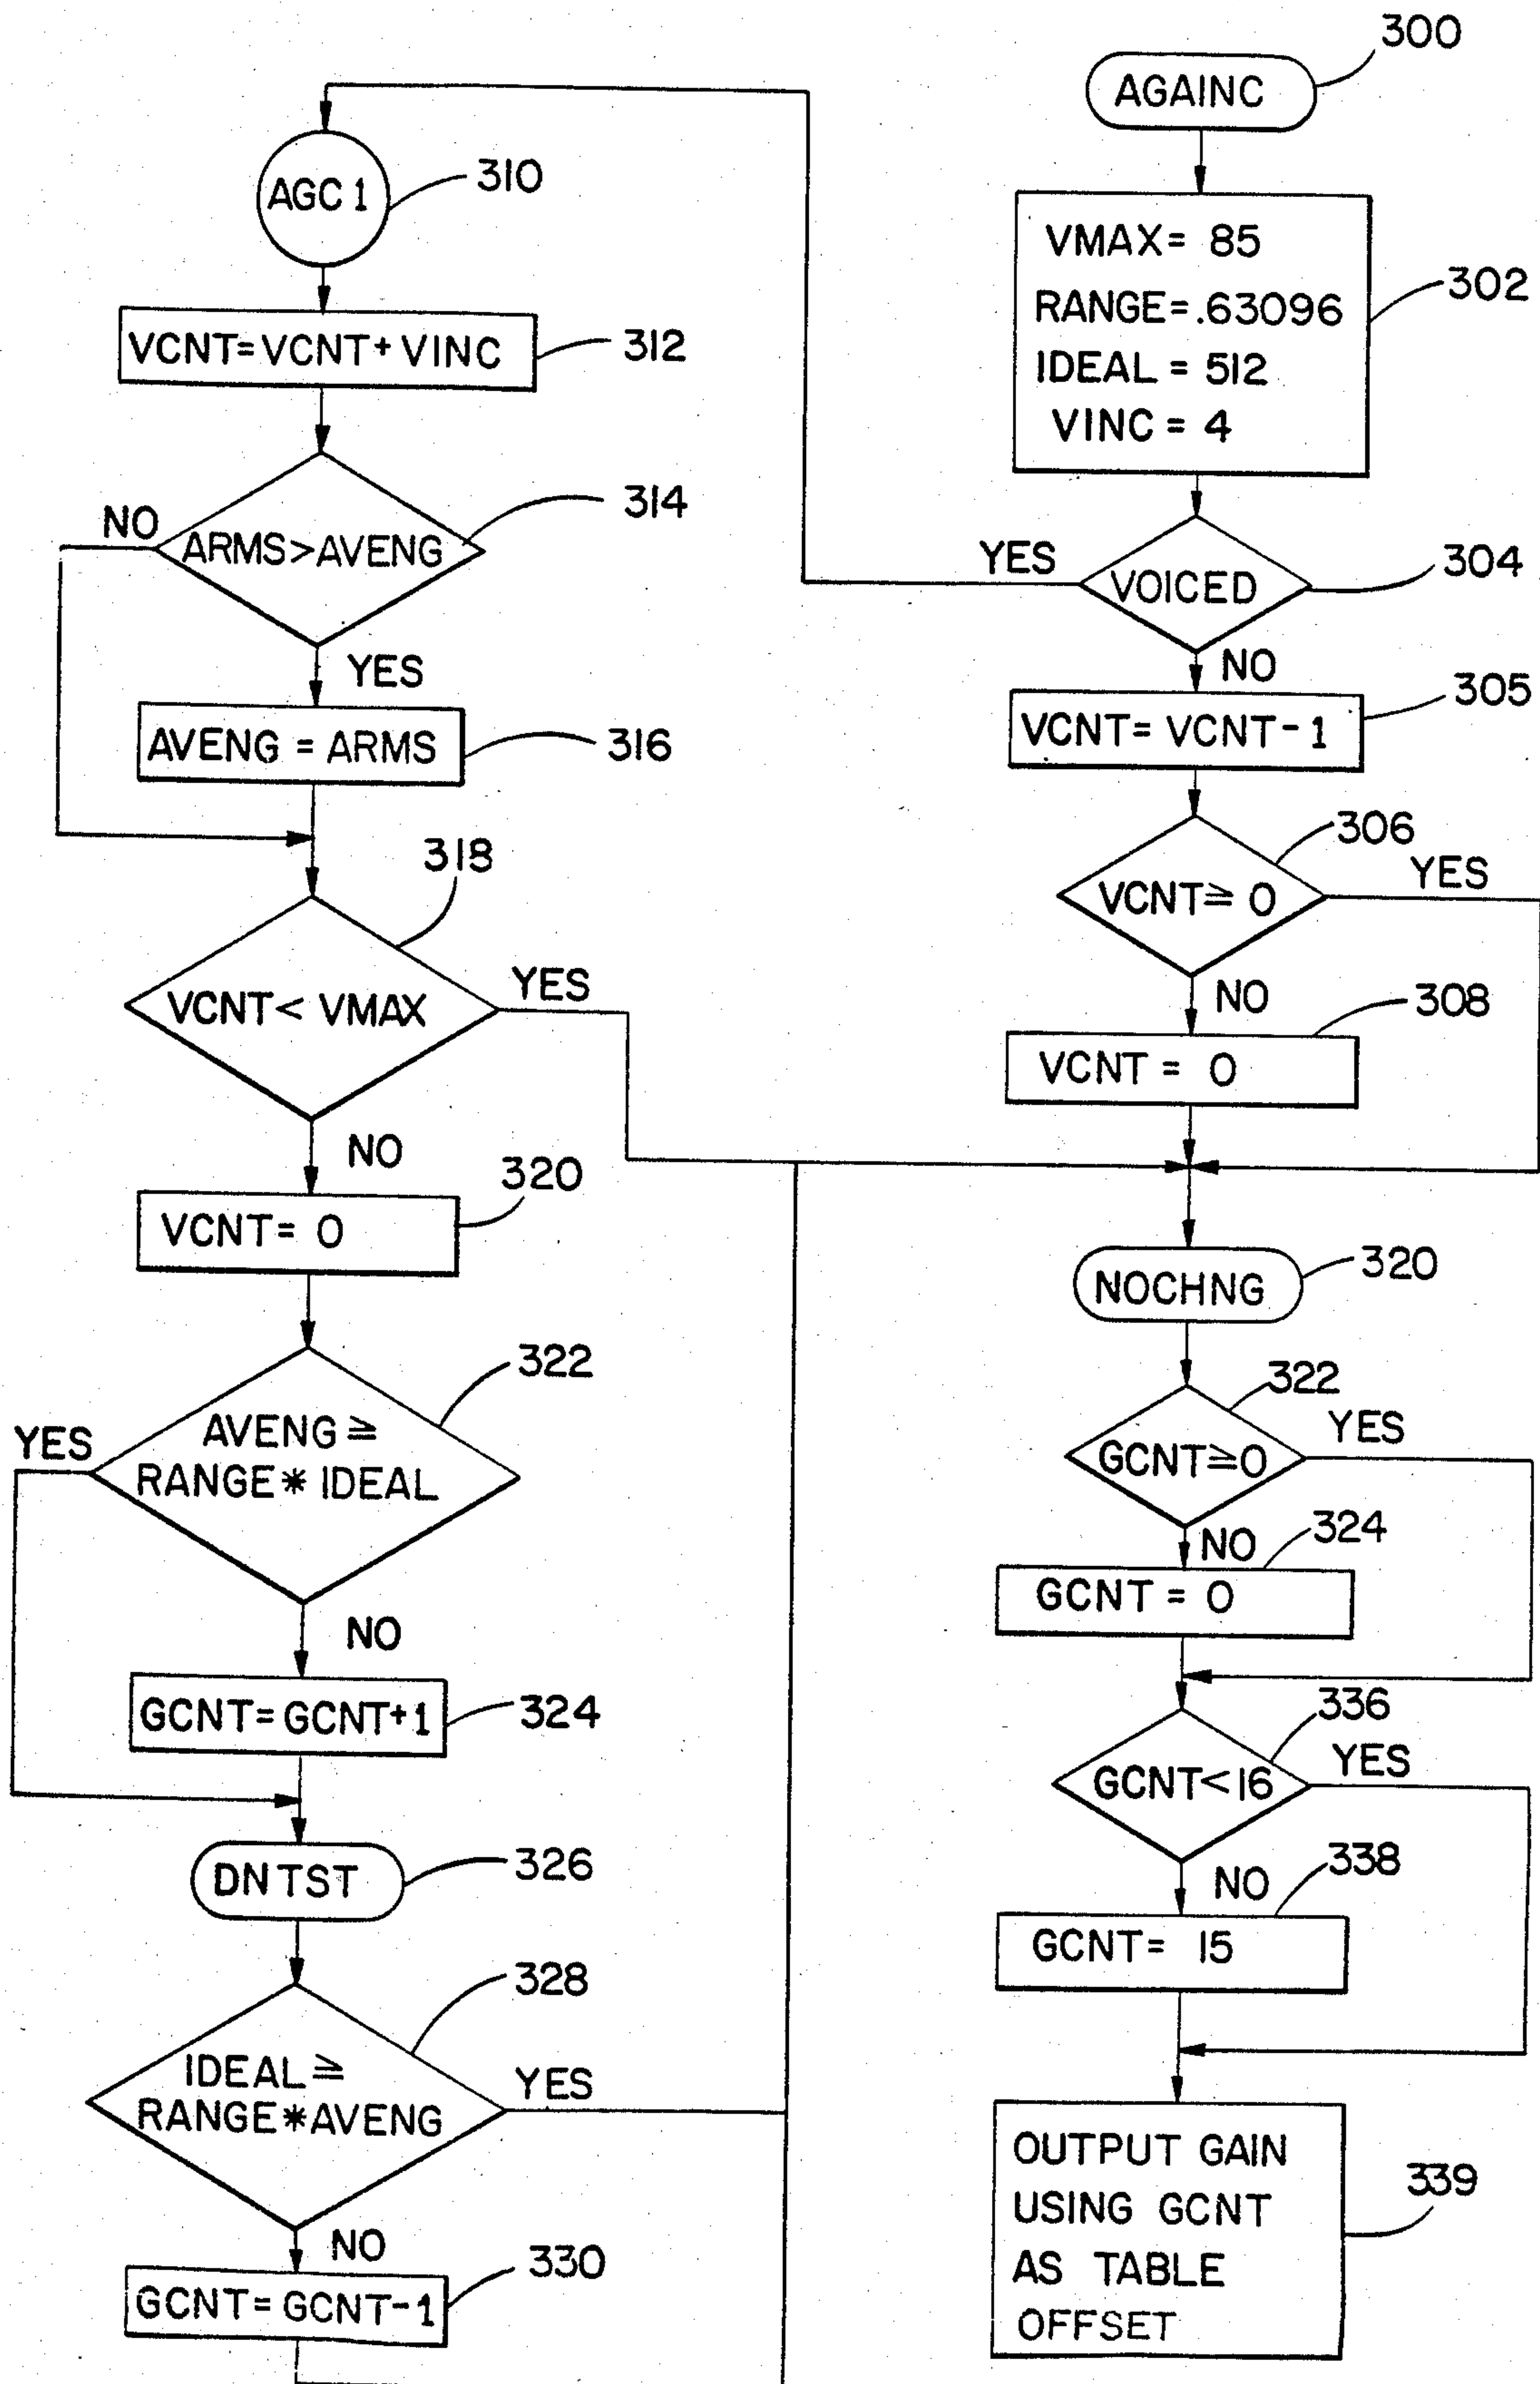 300
AGAINC
VMAX= 85
RANGE=.63096
IDEAL = 512
VINC = 4
302
VOICED
304
YES
NO
VCNT= VCNT-1
305
VCNT≧ 0
306
YES
NO
VCNT = 0
308
NOCHNG
320
GCNT≧0
322
YES
NO
GCNT = 0
324
GCNT<16
336
YES
NO
GCNT= 15
338
OUTPUT GAIN
USING GCNT
AS TABLE
OFFSET
339
AGC 1
310
VCNT=VCNT+VINC
312
ARMS>AVENG
314
NO
YES
AVENG = ARMS
316
VCNT< VMAX
318
YES
NO
VCNT= 0
320
AVENG ≧
RANGE* IDEAL
322
YES
NO
GCNT=GCNT+1
324
DNTST
326
IDEAL ≧
RANGE*AVENG
328
YES
NO
GCNT=GCNT-1
330